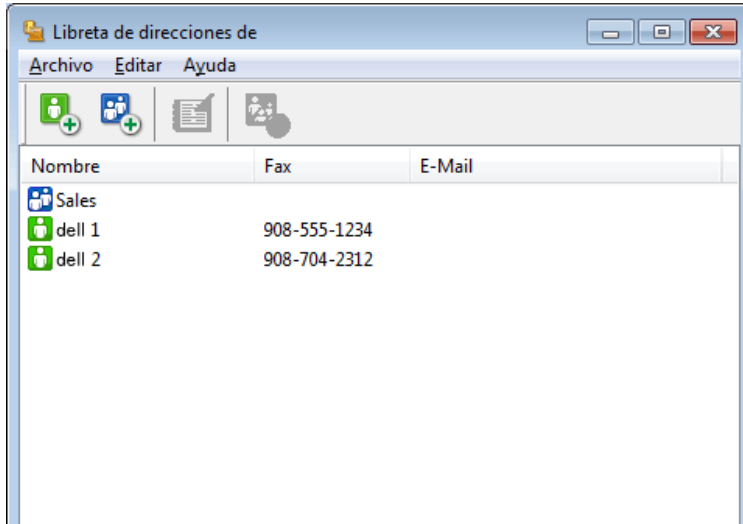 Libreta de direcciones de
Archivo Editar Ayuda
Nombre Fax E-Mail
Sales
dell 1 908-555-1234
dell 2 908-704-2312